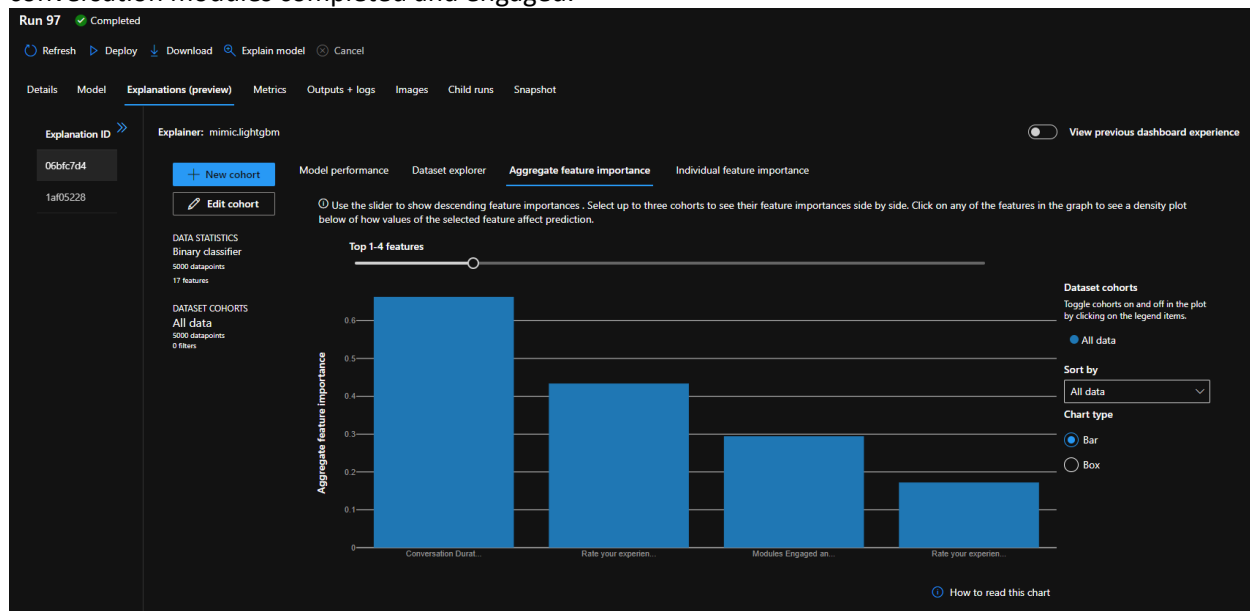 conversation modules completed and engaged.
Run 97 Completed
Refresh Deploy Download Explain model Cancel
Details Model Explanations (preview) Metrics Outputs + logs Images Child runs Snapshot
Explanation ID
06bfc7d4
1af05228
Explainer: mimic.lightgbm
View previous dashboard experience
New cohort
Edit cohort
Model performance Dataset explorer Aggregate feature importance Individual feature importance
Use the slider to show descending feature importances . Select up to three cohorts to see their feature importances side by side. Click on any of the features in the graph to see a density plot
below of how values of the selected feature affect prediction.
DATA STATISTICS
Binary classifier
5000 datapoints
17 features
DATASET COHORTS
All data
5000 datapoints
0 filters
Top 1-4 features
Aggregate feature importance
0.6
0.5
0.4
0.3
0.2
0.1
0
Conversation Durat...
Rate your experien...
Modules Engaged an...
Rate your experien...
Dataset cohorts
Toggle cohorts on and off in the plot
by clicking on the legend items.
All data
Sort by
All data
Chart type
Bar
Box
How to read this chart